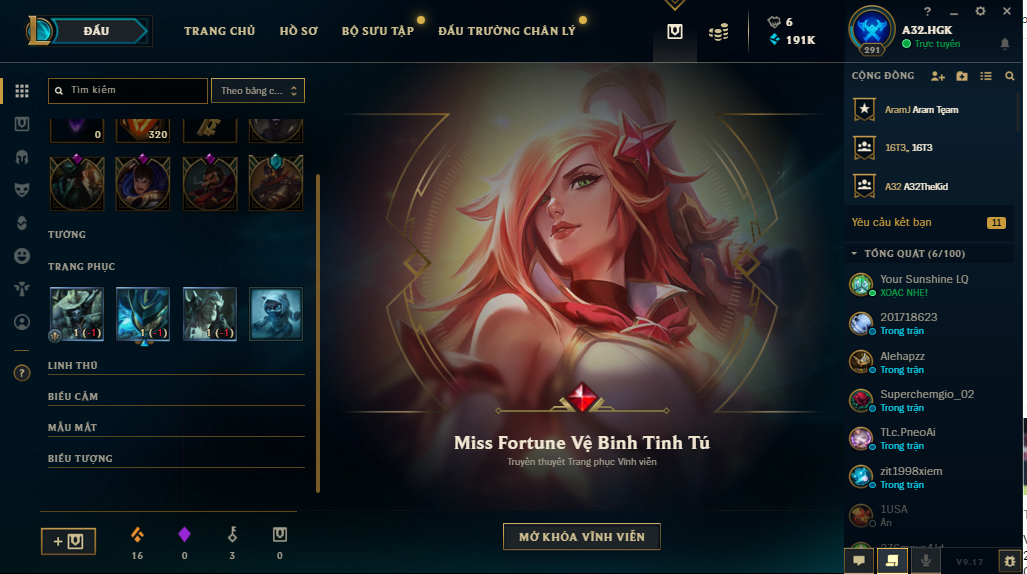 ĐẤU
TRANG CHỦ
HỒ SƠ
BỘ SƯU TẬP
ĐẤU TRƯỜNG CHÂN LÝ
6
191K
291
A32.HGK
Trực tuyến
Tìm kiếm
Theo bảng c...
0
320
TƯỚNG
TRANG PHỤC
1 (-1)
1 (-1)
1 (-1)
LINH THÚ
BIỂU CẢM
MẪU MẮT
BIỂU TƯỢNG
16
0
3
0
Miss Fortune Vệ Binh Tinh Tú
Truyền thuyết Trang phục Vĩnh viễn
MỞ KHÓA VĨNH VIỄN
CỘNG ĐỒNG
AramJ Aram Team
16T3., 16T3
A32 A32TheKid
Yêu cầu kết bạn
11
TỔNG QUÁT (6/100)
Your Sunshine LQ
XOẠC NHẸ!
201718623
Trong trận
Alehapzz
Trong trận
Superchemgio_02
Trong trận
TLc.PneoAi
Trong trận
zit1998xiem
Trong trận
1USA
Ẩn
V9.17